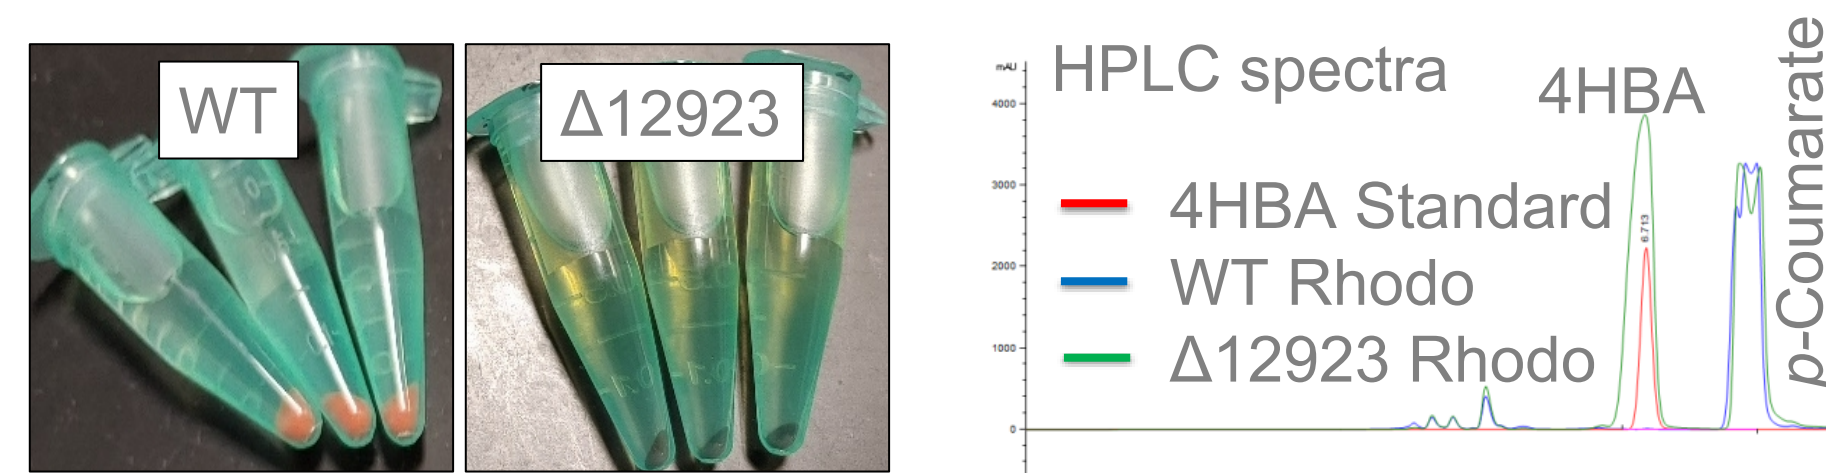 WT
Δ12923
HPLC spectra
mAU
4000
3000
2000
1000
0
4HBA
6.713
p-Coumarate
4HBA Standard
WT Rhodo
Δ12923 Rhodo